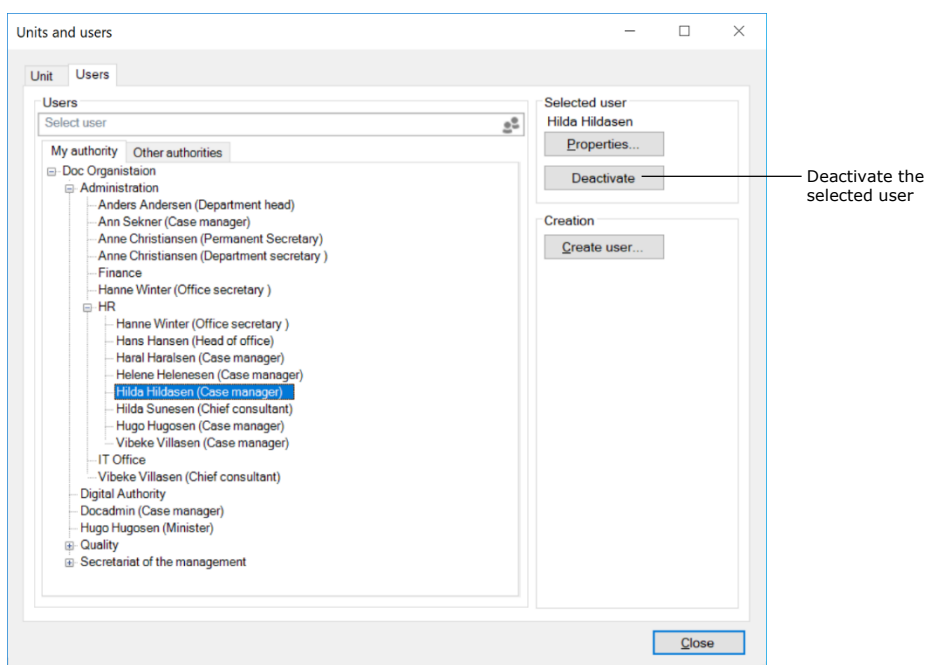 Units and users
Unit
Users
Users
Select user
My authority
Other authorities
Doc Organistaion
Administration
Anders Andersen (Department head)
Ann Sekner (Case manager)
Anne Christiansen (Permanent Secretary)
Anne Christiansen (Department secretary )
Finance
Hanne Winter (Office secretary )
HR
Hanne Winter (Office secretary )
Hans Hansen (Head of office)
Haral Haralsen (Case manager)
Helene Helenesen (Case manager)
Hilda Hildasen (Case manager)
Hilda Sunesen (Chief consultant)
Hugo Hugosen (Case manager)
Vibeke Villasen (Case manager)
IT Office
Vibeke Villasen (Chief consultant)
Digital Authority
Docadmin (Case manager)
Hugo Hugosen (Minister)
Quality
Secretariat of the management
Selected user
Hilda Hildasen
Properties...
Deactivate
Creation
Create user...
Close
Deactivate the
selected user